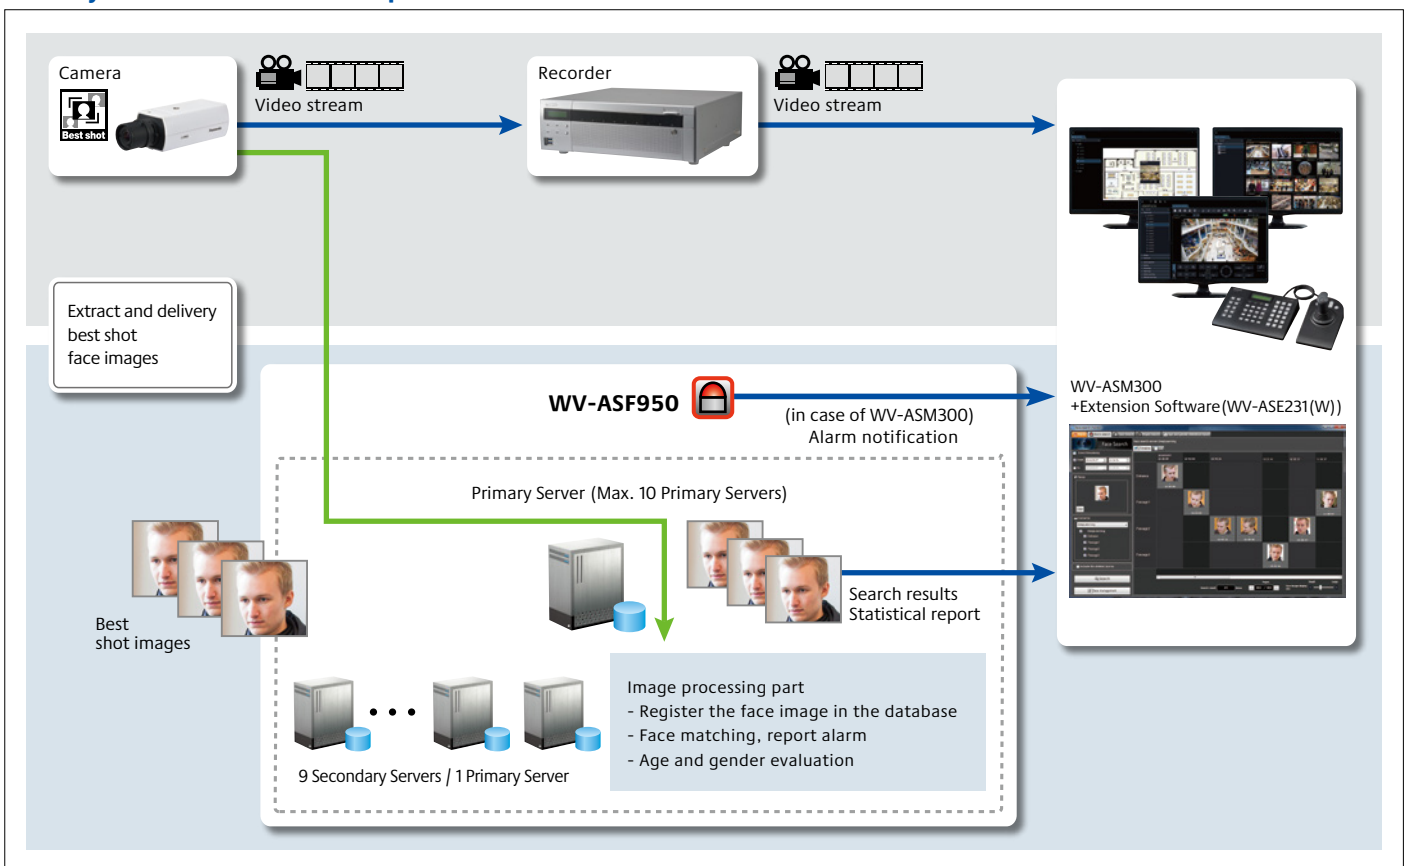 Camera
Best shot
Video stream
Recorder
Video stream
Extract and delivery
best shot
face images
WV-ASF950
(in case of WV-ASM300)
Alarm notification
WV-ASM300
+Extension Software(WV-ASE231(W))
Face Search
Primary Server (Max. 10 Primary Servers)
Best
shot images
Search results
Statistical report
Search
Image processing part
- Register the face image in the database
- Face matching, report alarm
- Age and gender evaluation
9 Secondary Servers / 1 Primary Server